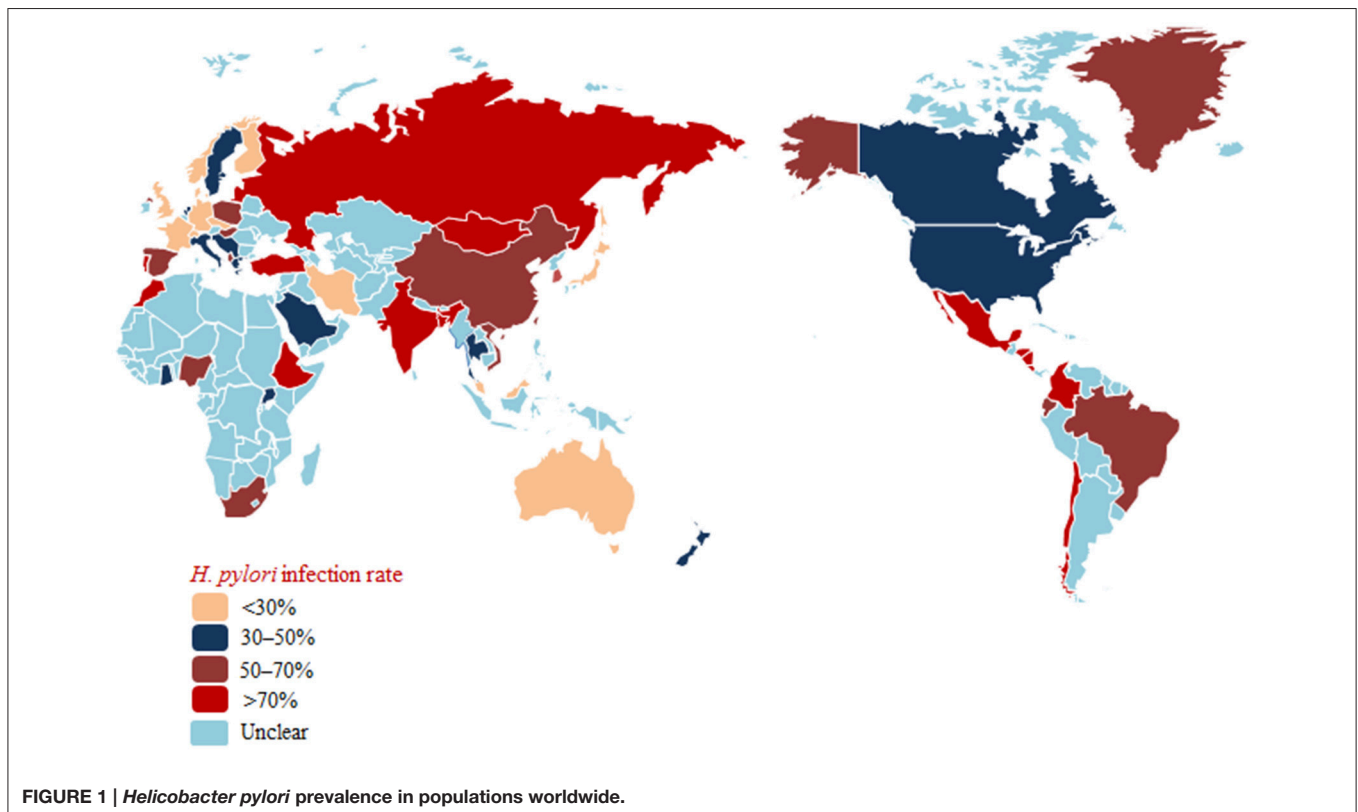 H. pylori infection rate
<30%
30–50%
50–70%
>70%
Unclear
FIGURE 1 | Helicobacter pylori prevalence in populations worldwide.